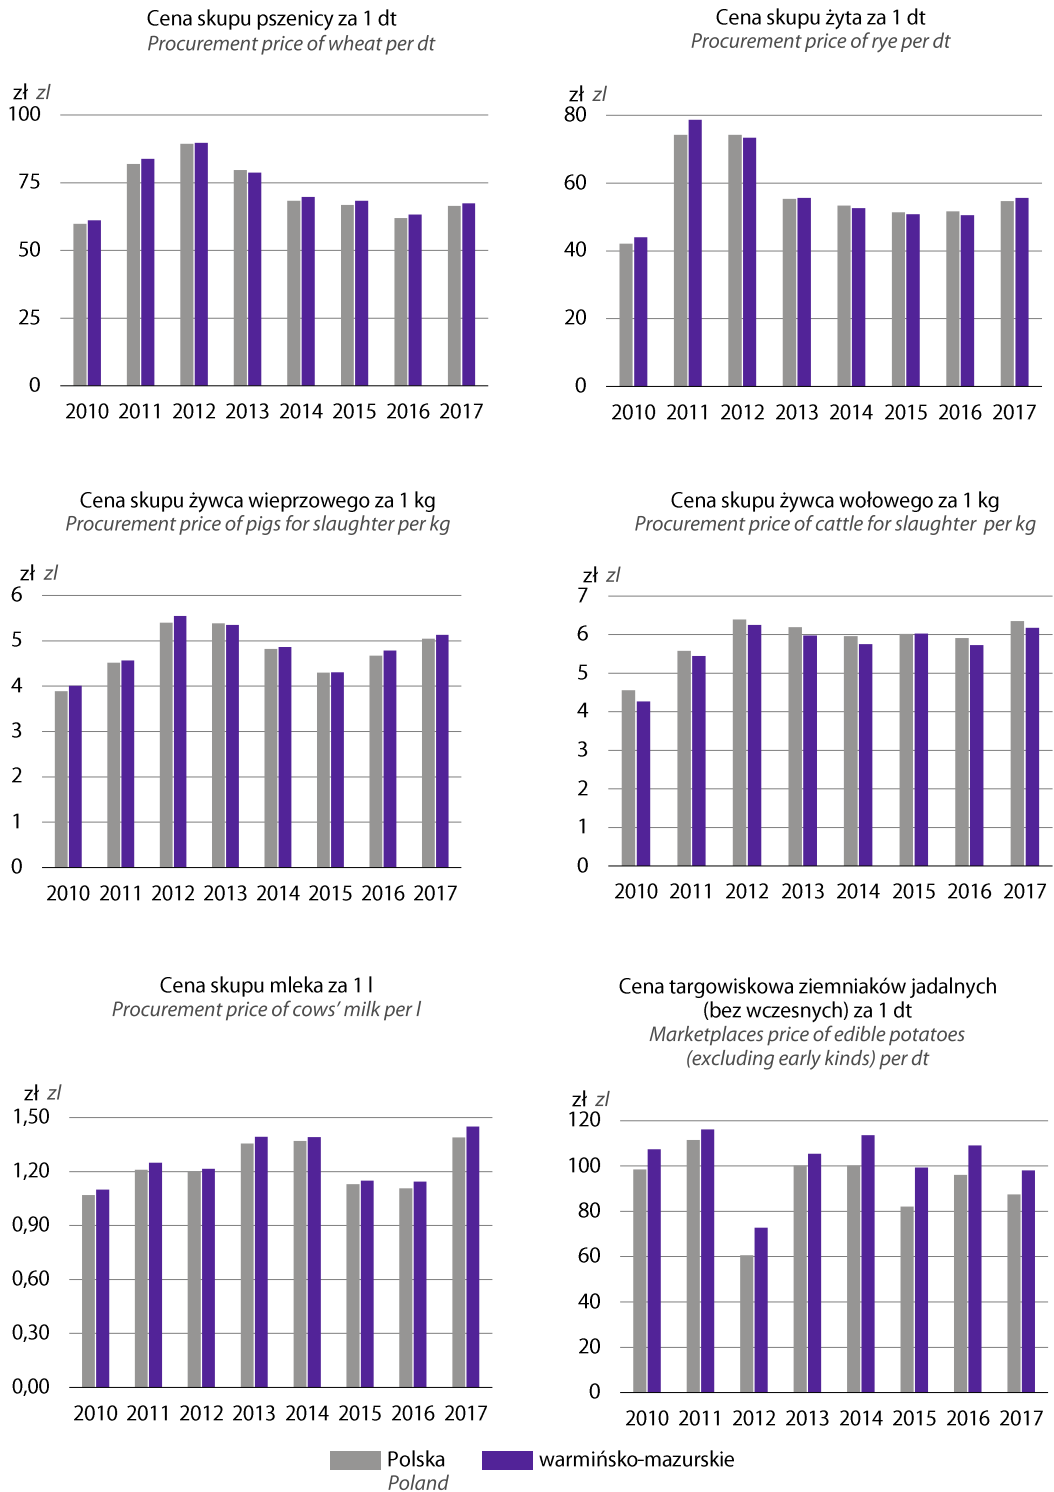 Cena skupu pszenicy za 1 dt
Procurement price of wheat per dt
zł zl
100
75
50
25
0
2010 2011 2012 2013 2014 2015 2016 2017
Cena skupu żyta za 1 dt
Procurement price of rye per dt
zł zl
80
60
40
20
0
2010 2011 2012 2013 2014 2015 2016 2017
Cena skupu żywca wieprzowego za 1 kg
Procurement price of pigs for slaughter per kg
zł zl
6
5
4
3
2
1
0
2010 2011 2012 2013 2014 2015 2016 2017
Cena skupu żywca wołowego za 1 kg
Procurement price of cattle for slaughter per kg
zł zl
7
6
5
4
3
2
1
0
2010 2011 2012 2013 2014 2015 2016 2017
Cena skupu mleka za 1 l
Procurement price of cows’ milk per l
zł zl
1,50
1,20
0,90
0,60
0,30
0,00
2010 2011 2012 2013 2014 2015 2016 2017
Cena targowiskowa ziemniaków jadalnych
(bez wczesnych) za 1 dt
Marketplaces price of edible potatoes
(excluding early kinds) per dt
zł zl
120
100
80
60
40
20
0
2010 2011 2012 2013 2014 2015 2016 2017
Polska
Poland
warmińsko-mazurskie